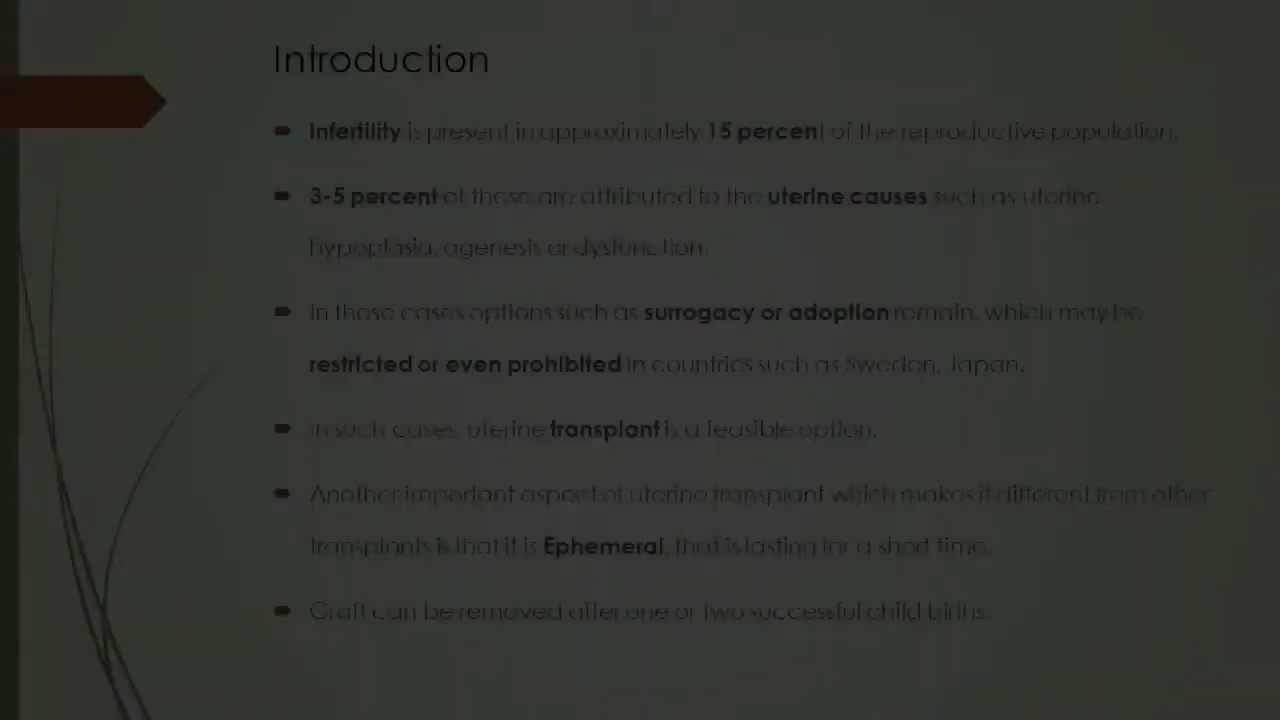 Introduction
Infertility is present in approximately 15 percent of the reproductive population.
3-5 percent of these are attributed to the uterine causes such as uterine
hypoplasia, agenesis or dysfunction.
In these cases options such as surrogacy or adoption remain, which may be
restricted or even prohibited in countries such as Sweden, Japan.
In such cases, uterine transplant is a feasible option.
Another important aspect of uterine transplant which makes it different from other
transplants is that it is Ephemeral, that is lasting for a short time.
Graft can be removed after one or two successful child births.